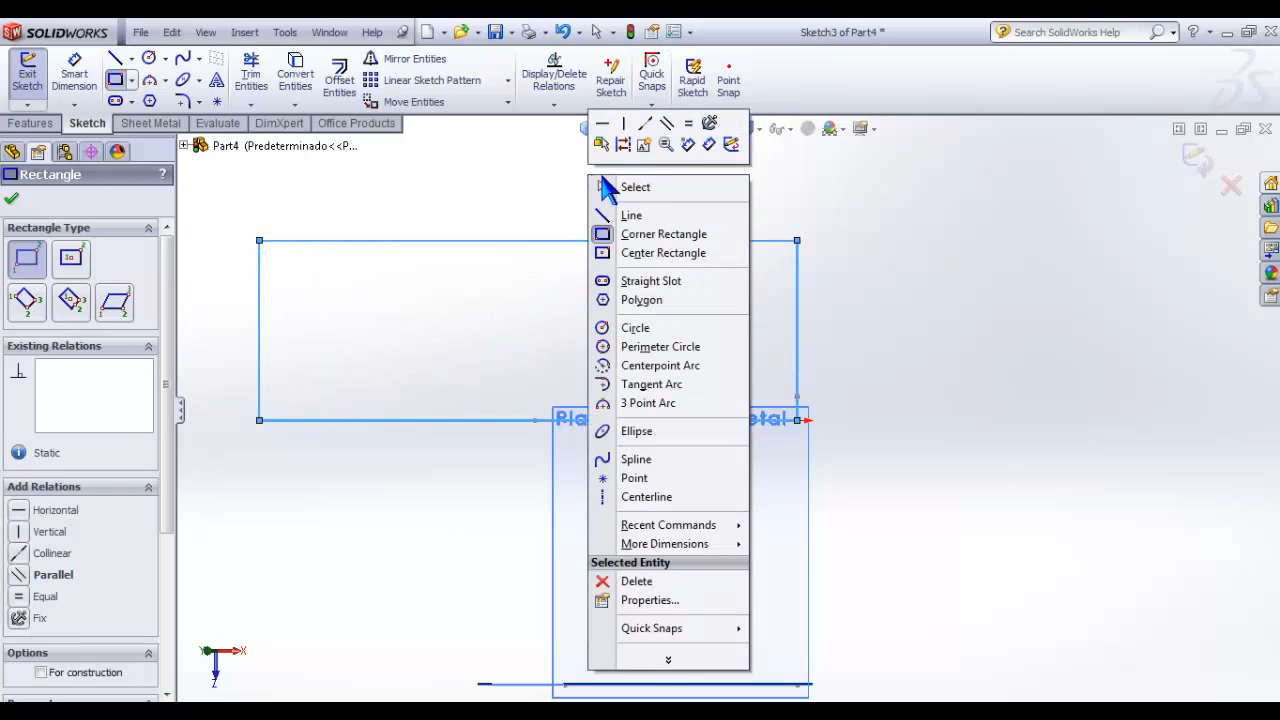 SOLIDWORKS
File Edit View Insert Tools Window Help
Sketch3 of Part4 *
Search SolidWorks Help
Exit Sketch
Smart Dimension
Trim Entities
Convert Entities
Offset Entities
Mirror Entities
Linear Sketch Pattern
Move Entities
Display/Delete Relations
Repair Sketch
Quick Snaps
Rapid Sketch
Point Snap
Features Sketch Sheet Metal Evaluate DimXpert Office Products
Part4 (Predeterminado<<P...
Rectangle ?
Rectangle Type
Existing Relations
Static
Add Relations
Horizontal
Vertical
Collinear
Parallel
Equal
Fix
Options
For construction
Select
Line
Corner Rectangle
Center Rectangle
Straight Slot
Polygon
Circle
Perimeter Circle
Centerpoint Arc
Tangent Arc
3 Point Arc
Ellipse
Spline
Point
Centerline
Recent Commands
More Dimensions
Selected Entity
Delete
Properties...
Quick Snaps
X
Y
Z